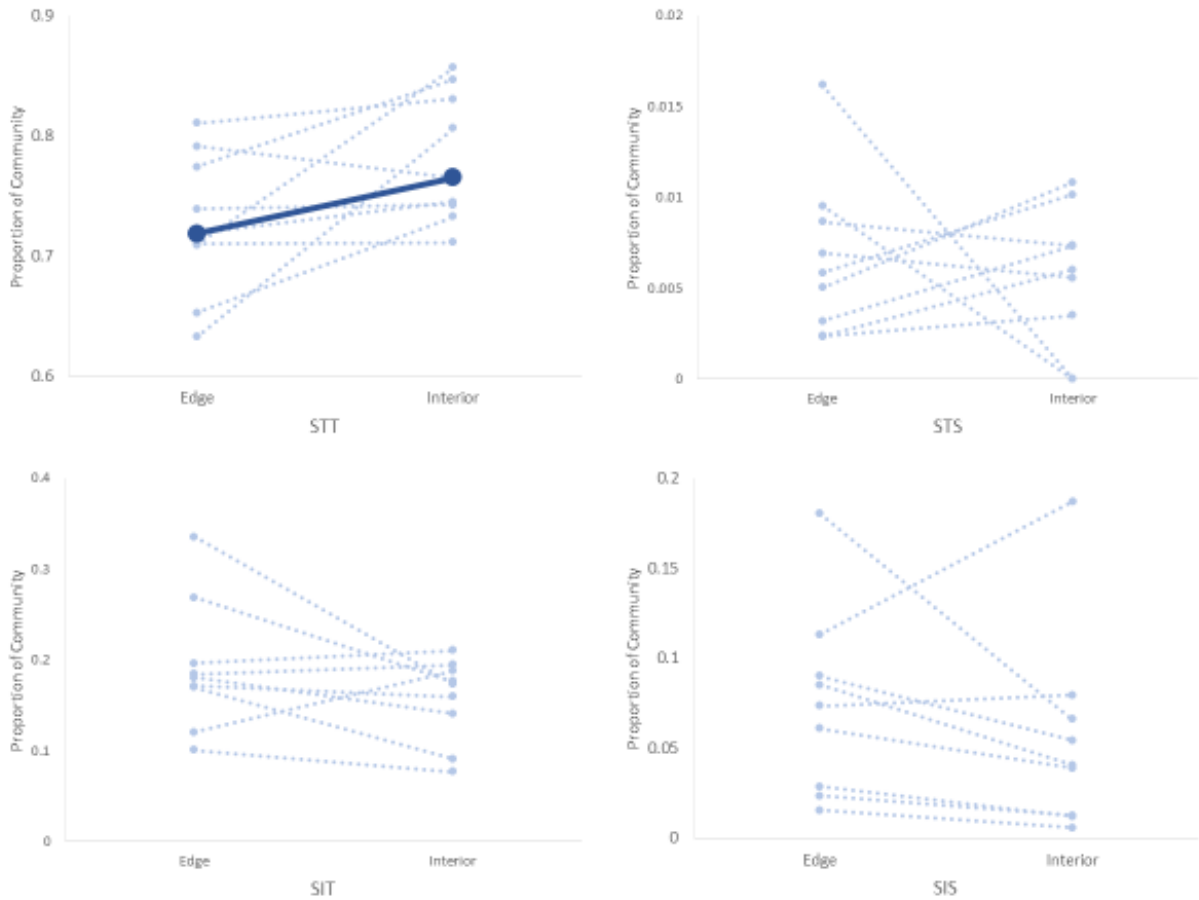 0.9
0.8
0.7
0.6
Proportion of Community
Edge
Interior
STT
0.02
0.015
0.01
0.005
0
Proportion of Community
Edge
Interior
STS
0.4
0.3
0.2
0.1
0
Proportion of Community
Edge
Interior
SIT
0.2
0.15
0.1
0.05
0
Proportion of Community
Edge
Interior
SIS